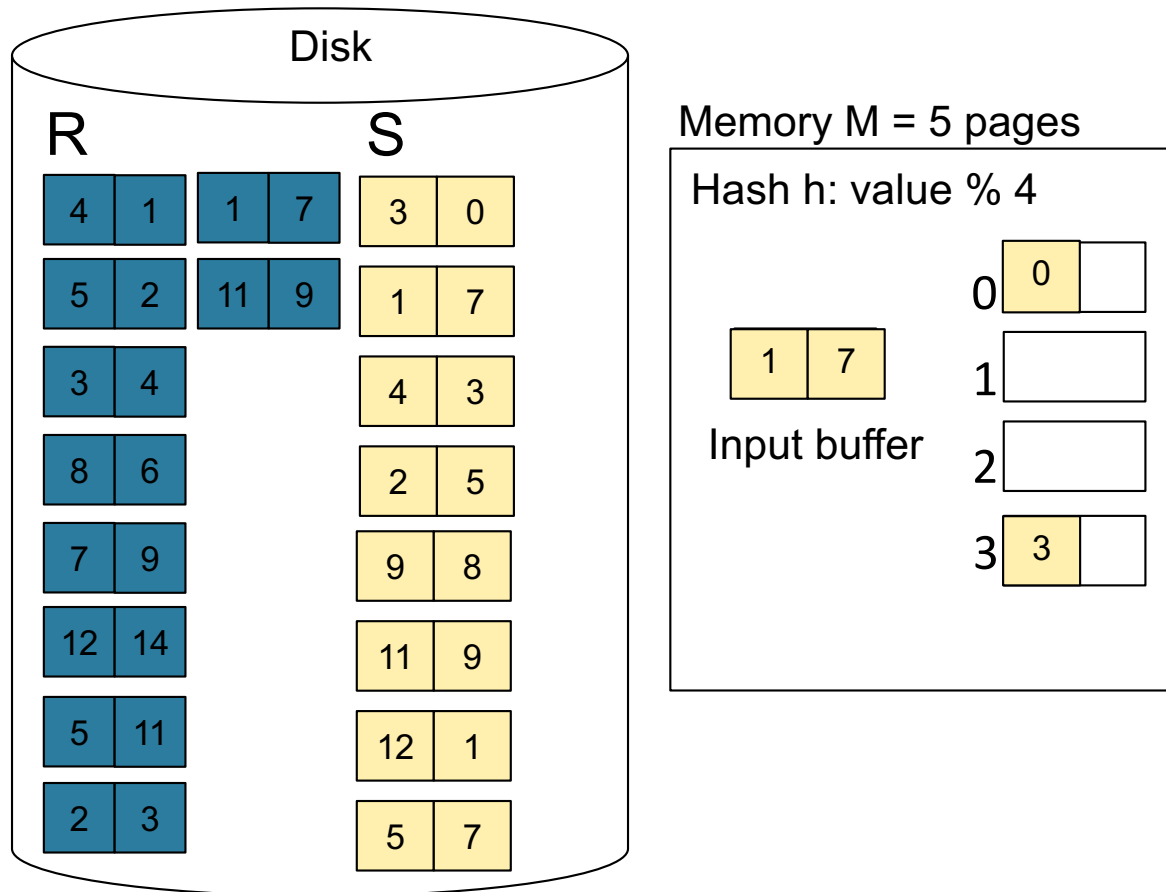 Disk
R S
4 1 1 7 3 0
5 2 11 9 1 7
3 4 4 3
8 6 2 5
7 9 9 8
12 14 11 9
5 11 12 1
2 3 5 7
Memory M = 5 pages
Hash h: value % 4
0 0
1 7
Input buffer
1
2
3 3